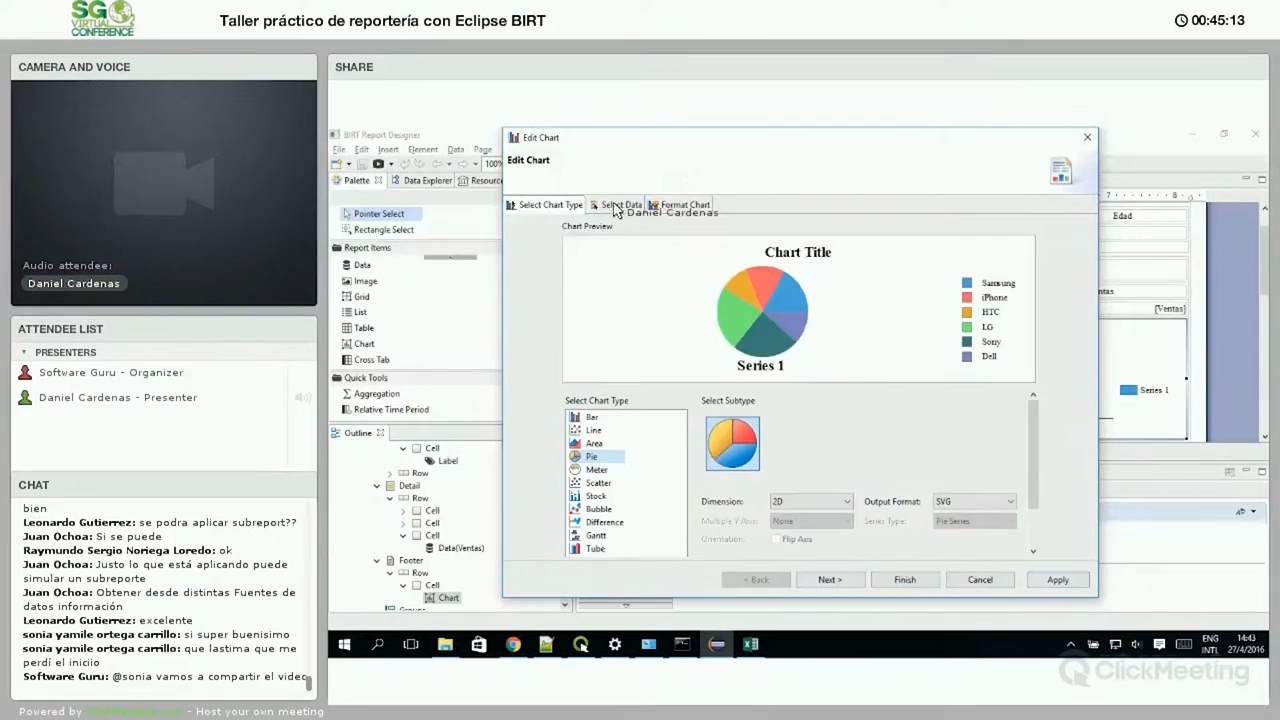 SG
VIRTUAL
CONFERENCE
Taller práctico de reportería con Eclipse BIRT
00:45:13
CAMERA AND VOICE
Audio attendee:
Daniel Cardenas
ATTENDEE LIST
PRESENTERS
Software Guru - Organizer
Daniel Cardenas - Presenter
CHAT
bien
Leonardo Gutierrez: se podra aplicar subreport??
Juan Ochoa: Si se puede
Raymundo Sergio Noriega Loredo: ok
Juan Ochoa: Justo lo que está aplicando puede
simular un subreporte
Juan Ochoa: Obtener desde distintas Fuentes de
datos información
Leonardo Gutierrez: excelente
sonia yamile ortega carrillo: si super buenisimo
sonia yamile ortega carrillo: que lastima que me
perdí el iniciio
Software Guru: @sonia vamos a compartir el video
Powered by ClickMeeting.com - Host your own meeting
SHARE
BIRT Report Designer
File Edit Insert Element Data Page
100%
Palette Data Explorer Resource
Pointer Select
Rectangle Select
Report Items
Data
Image
Grid
List
Table
Chart
Cross Tab
Quick Tools
Aggregation
Relative Time Period
Outline
Cell
Label
Row
Detail
Row
Cell
Cell
Cell
Data(Ventas)
Footer
Row
Cell
Chart
Groups
Edit Chart
Edit Chart
Select Chart Type Select Data Format Chart
Daniel Cardenas
Chart Preview
Chart Title
Samsung
iPhone
HTC
LG
Sony
Dell
Series 1
Select Chart Type
Bar
Line
Area
Pie
Meter
Scatter
Stock
Bubble
Difference
Gantt
Tube
Select Subtype
Dimension: 2D Output Format: SVG
Multiple Y Axis: None Series Type: Pie Series
Orientation: Flip Axis
< Back Next > Finish Cancel Apply
7 8
Edad
[Ventas]
Series 1
ENG
INTL
14:43
27/4/2016
ClickMeeting